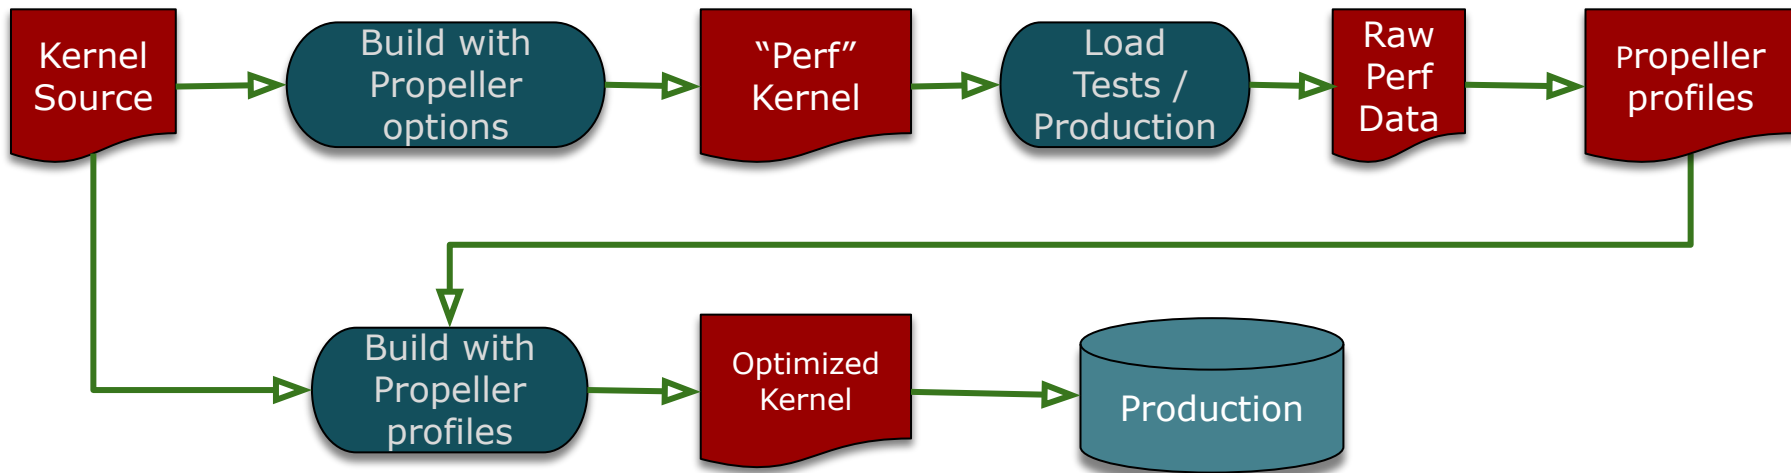 Kernel
Source
Build with
Propeller
options
“Perf”
Kernel
Load
Tests /
Production
Raw
Perf
Data
Propeller
profiles
Build with
Propeller
profiles
Optimized
Kernel
Production